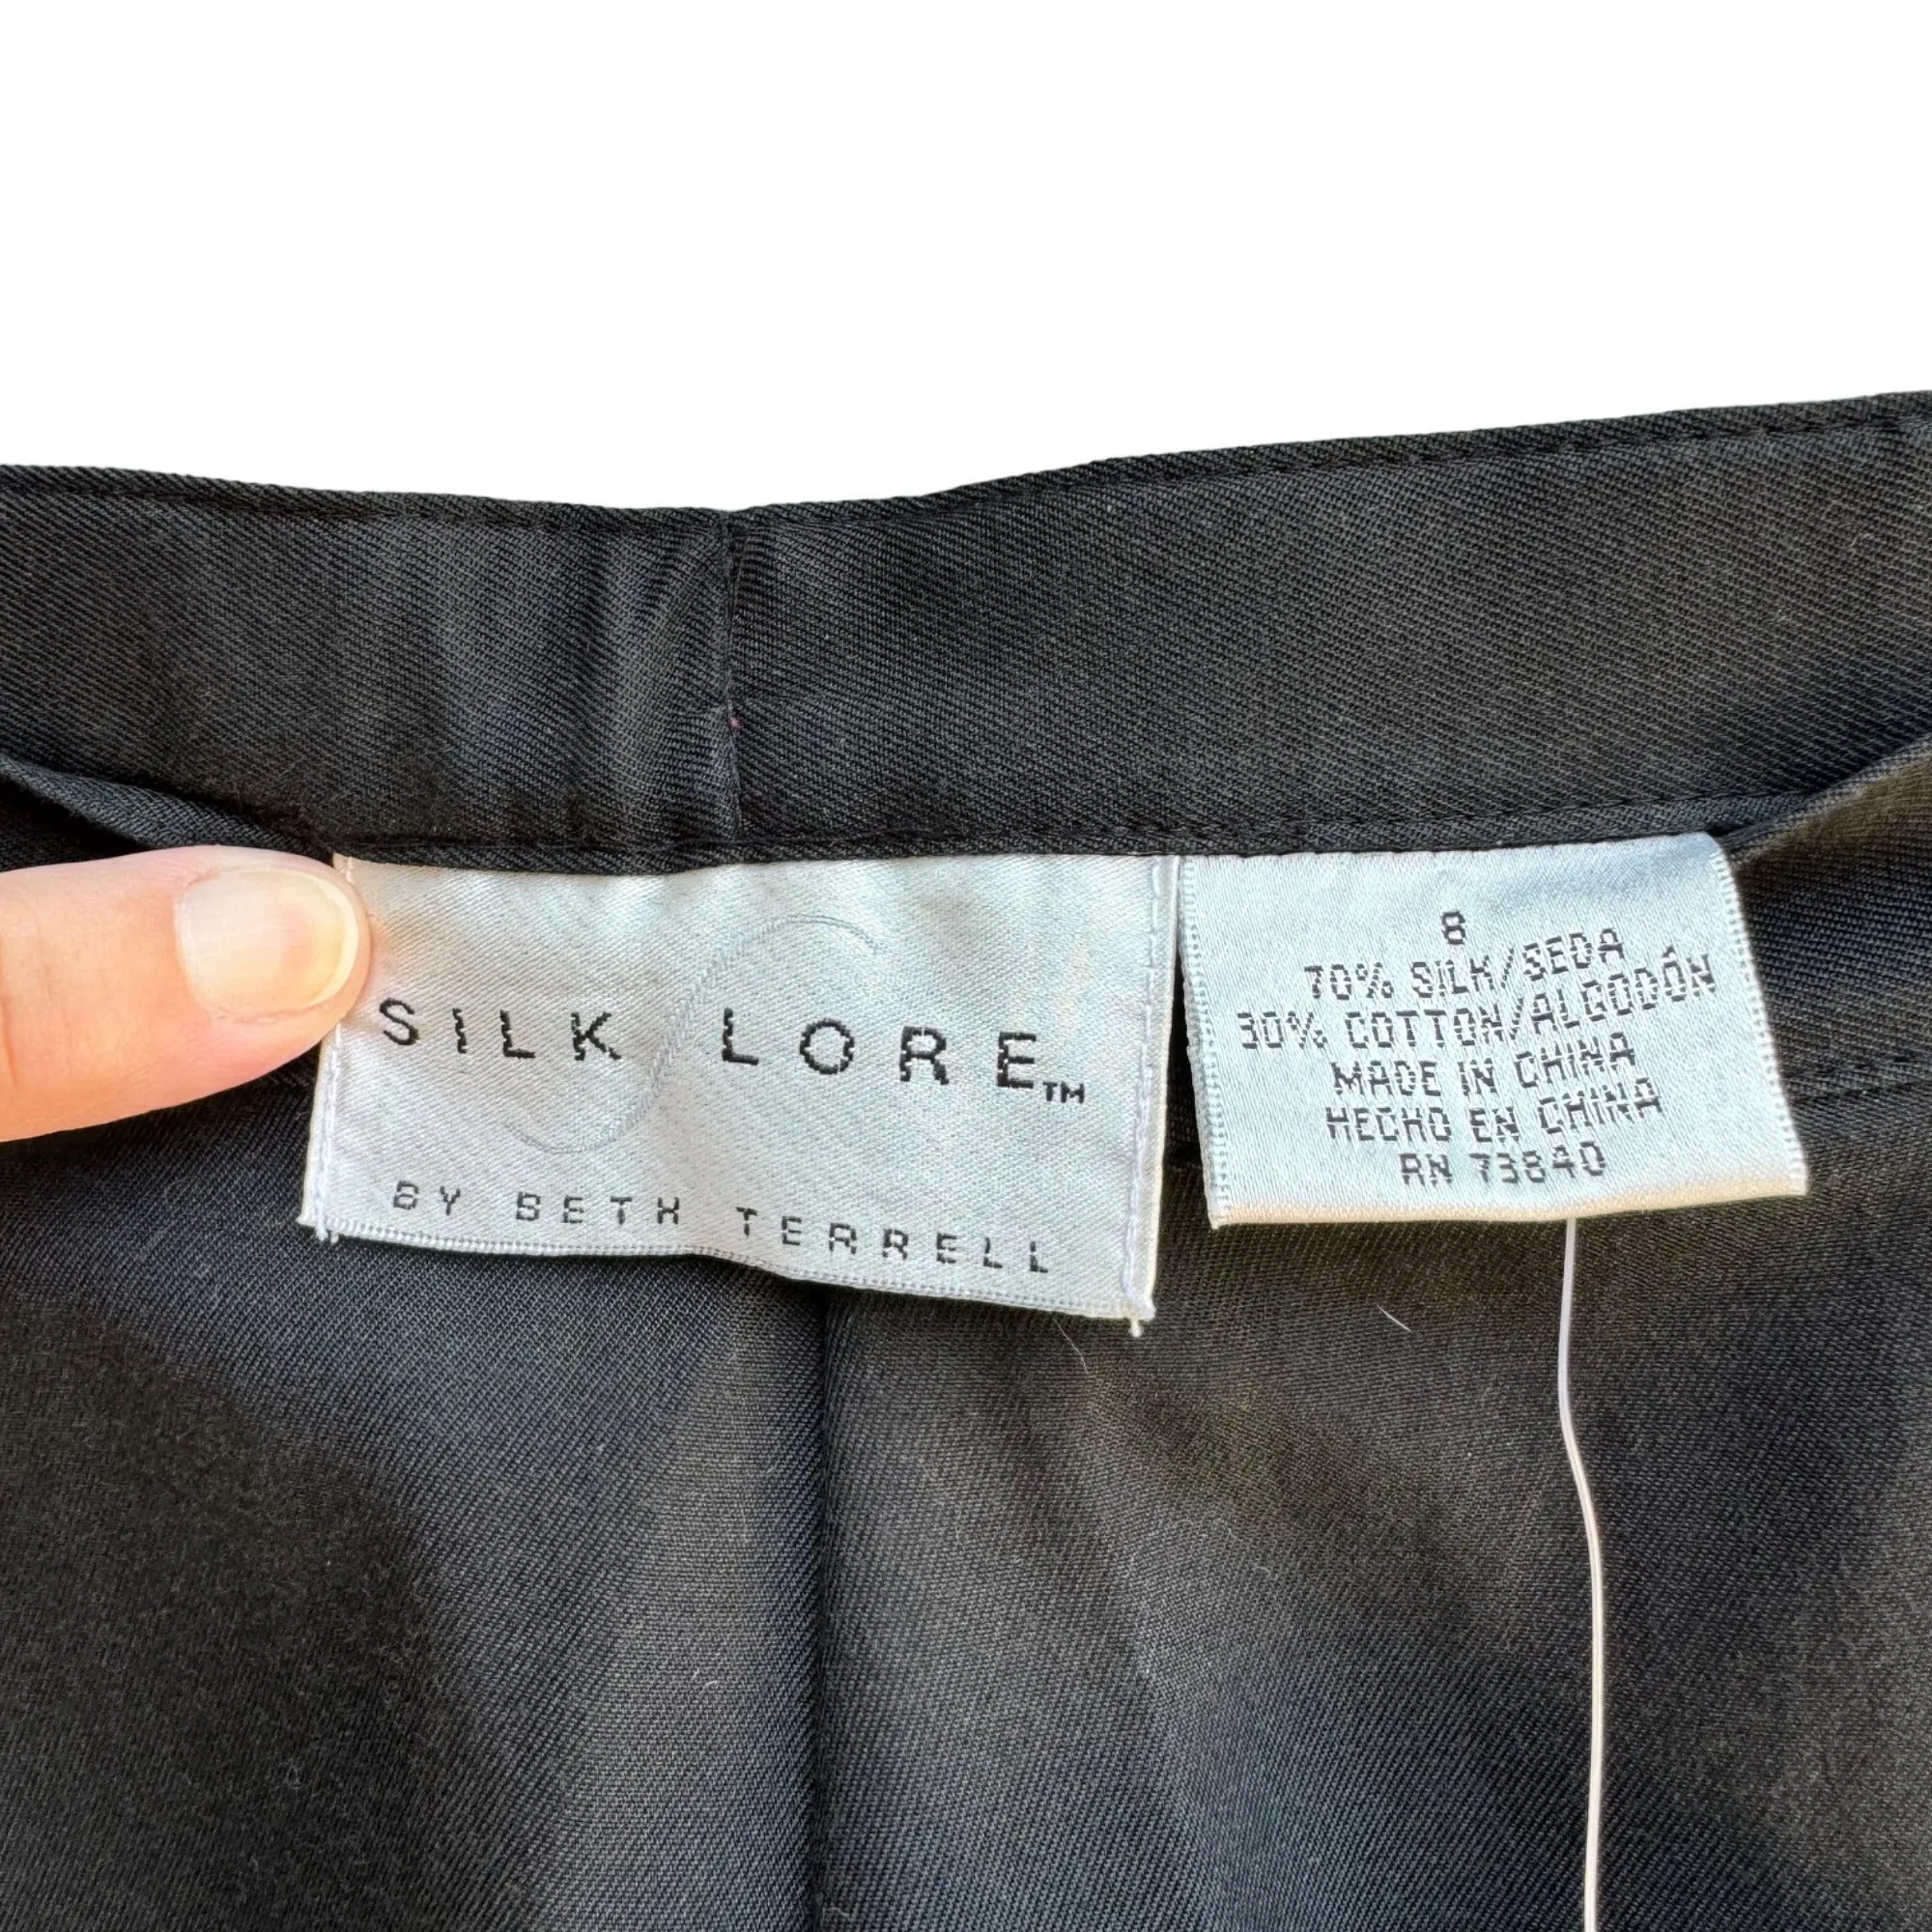 SILK LORE™
BY BETH TERRELL
8
70% SILK/SEDA
30% COTTON/ALGODÓN
MADE IN CHINA
HECHO EN CHINA
RN 73840